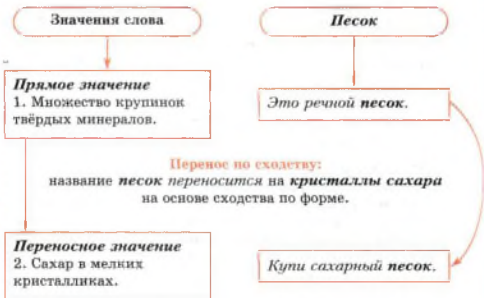 Значения слова
Песок
Прямое значение
1. Множество крупинок
твёрдых минералов.
Это речной песок.
Перенос по сходству:
название песок переносится на кристаллы сахара
на основе сходства по форме.
Переносное значение
2. Сахар в мелких
кристалликах.
Купи сахарный песок.